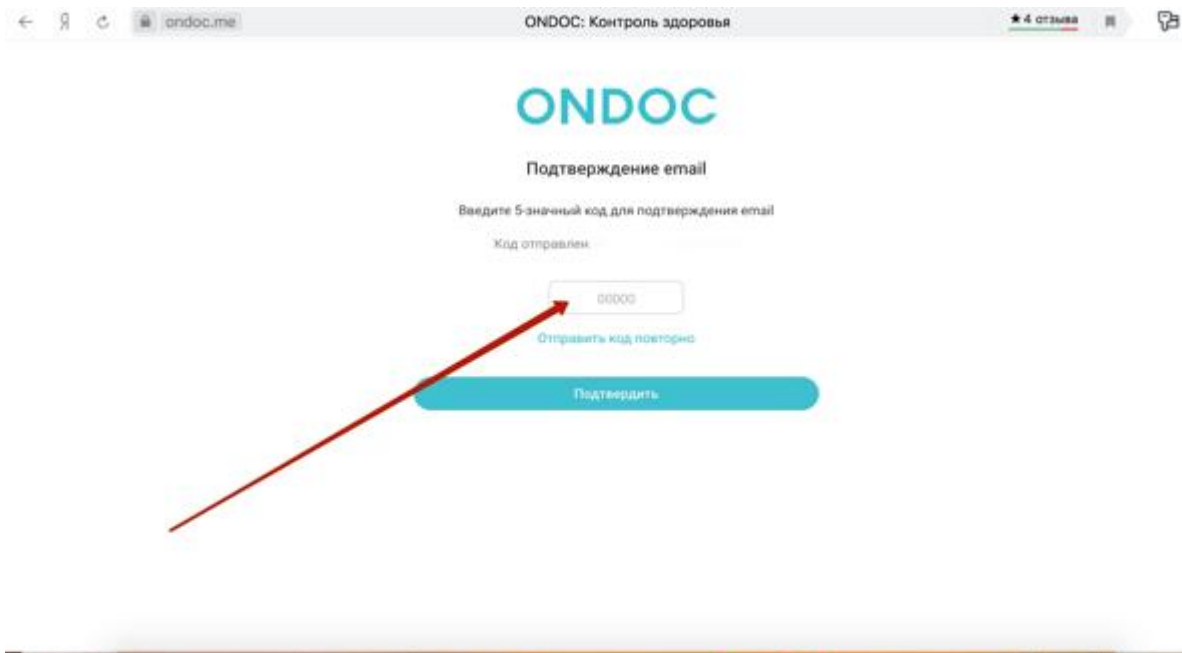 Я ondoc.me ONDOC: Контроль здоровья ★ 4 отзыва
ONDOC
Подтверждение email
Введите 5-значный код для подтверждения email
Код отправлен
00000
Отправить код повторно
Подтвердить